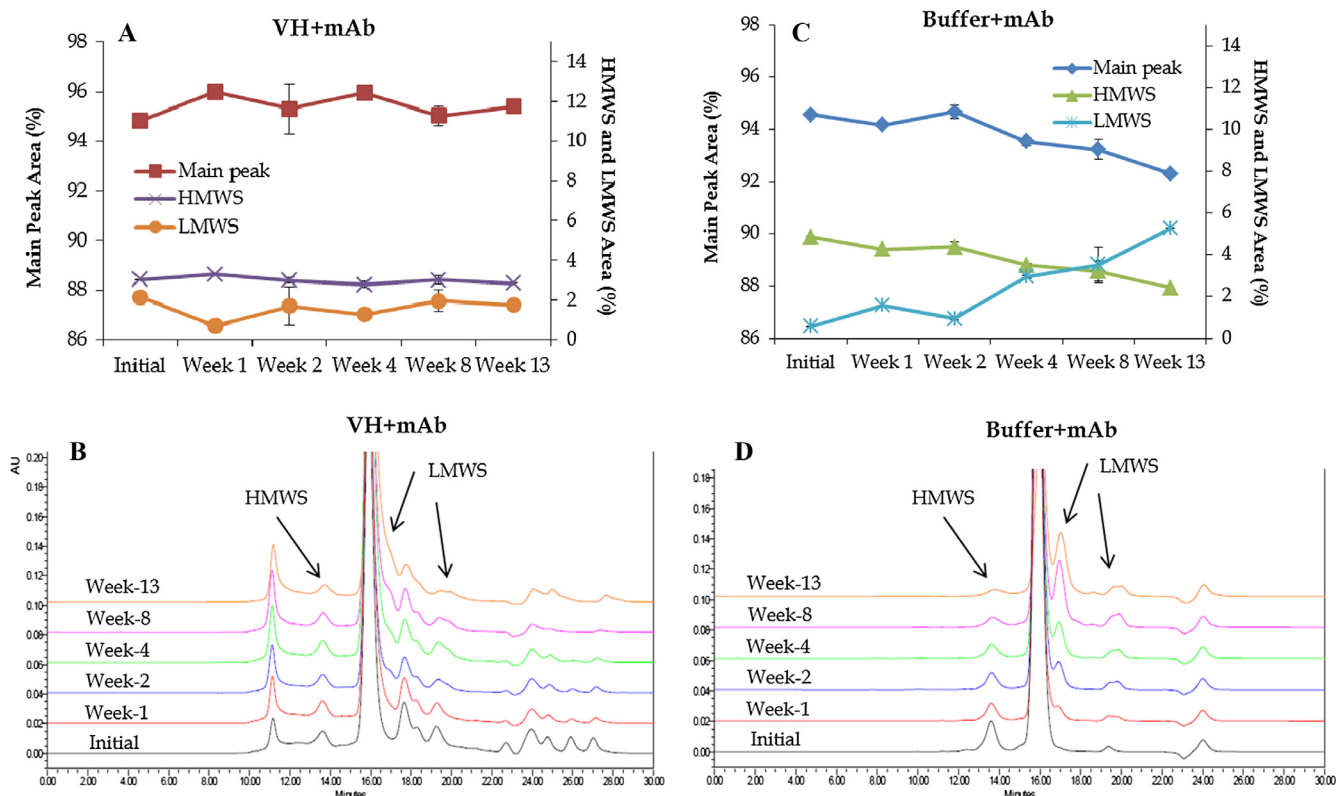 A
VH+mAb
Main Peak Area (%)
98
96
94
92
90
88
86
HMWS and LMWS Area (%)
14
12
10
8
6
4
2
0
Main peak
HMWS
LMWS
Initial Week 1 Week 2 Week 4 Week 8 Week 13
C
Buffer+mAb
Main Peak Area (%)
98
96
94
92
90
88
86
HMWS and LMWS Area (%)
14
12
10
8
6
4
2
0
Main peak
HMWS
LMWS
Initial Week 1 Week 2 Week 4 Week 8 Week 13
B
VH+mAb
AU
0.20
0.18
0.16
0.14
0.12
0.10
0.08
0.06
0.04
0.02
0.00
HMWS
LMWS
Week-13
Week-8
Week-4
Week-2
Week-1
Initial
0.00 2.00 4.00 6.00 8.00 10.00 12.00 14.00 16.00 18.00 20.00 22.00 24.00 26.00 28.00 30.00
Minutes
D
Buffer+mAb
0.18
0.16
0.14
0.12
0.10
0.08
0.06
0.04
0.02
0.00
HMWS
LMWS
Week-13
Week-8
Week-4
Week-2
Week-1
Initial
0.00 2.00 4.00 6.00 8.00 10.00 12.00 14.00 16.00 18.00 20.00 22.00 24.00 26.00 28.00 30.00
Minutes